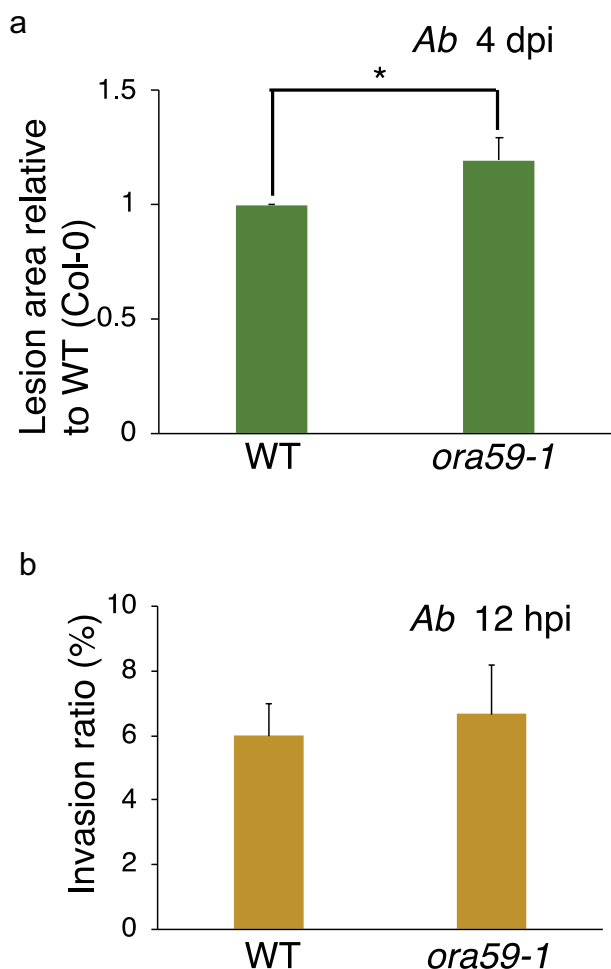 a
Ab 4 dpi
*
Lesion area relative
to WT (Col-0)
1.5
1
0.5
0
WT
ora59-1
b
Ab 12 hpi
Invasion ratio (%)
10
8
6
4
2
0
WT
ora59-1